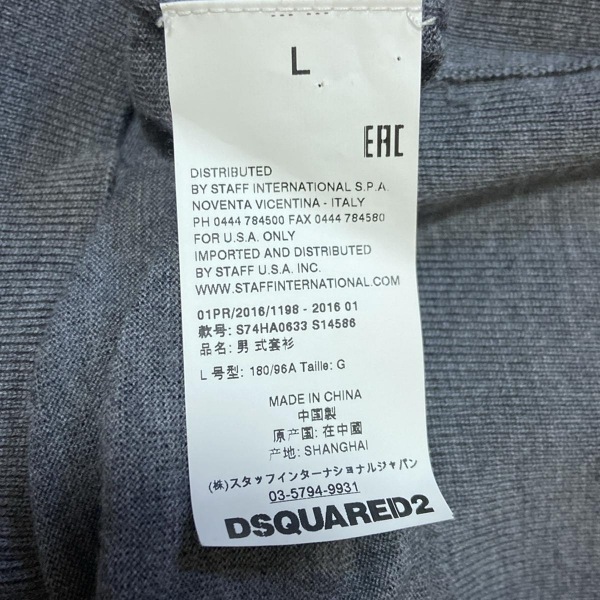 L
EAC
DISTRIBUTED
BY STAFF INTERNATIONAL S.P.A.
NOVENTA VICENTINA - ITALY
PH 0444 784500 FAX 0444 784580
FOR U.S.A. ONLY
IMPORTED AND DISTRIBUTED
BY STAFF U.S.A. INC.
WWW.STAFFINTERNATIONAL.COM
01PR/2016/1198 - 2016 01
款号: S74HA0633 S14586
品名: 男 式套衫
L 号型: 180/96A Taille: G
MADE IN CHINA
中国製
原产国: 在中國
产地: SHANGHAI
(株)スタッフインターナショナルジャパン
03-5794-9931
DSQUARED2